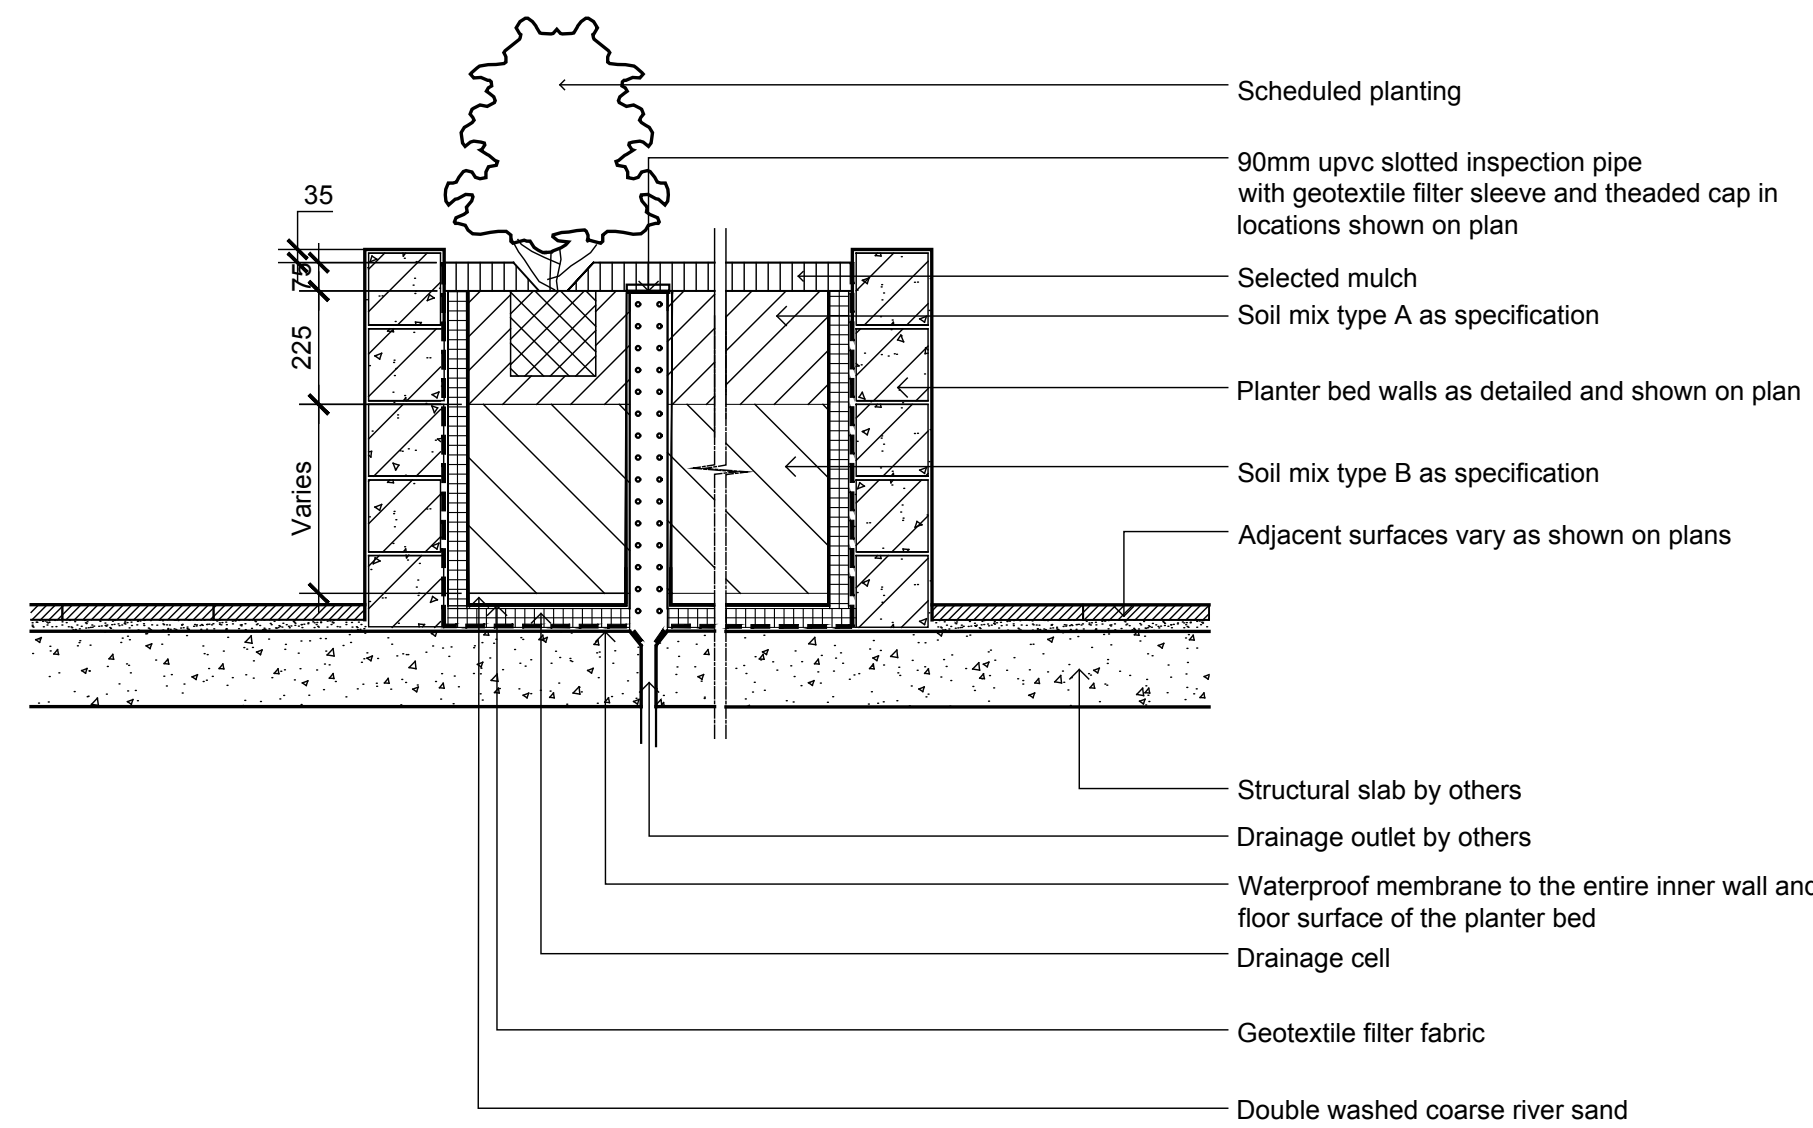 Scheduled planting
90mm upvc slotted inspection pipe
with geotextile filter sleeve and theaded cap in
locations shown on plan
35
75
225
Varies
Selected mulch
Soil mix type A as specification
Planter bed walls as detailed and shown on plan
Soil mix type B as specification
Adjacent surfaces vary as shown on plans
Structural slab by others
Drainage outlet by others
Waterproof membrane to the entire inner wall and
floor surface of the planter bed
Drainage cell
Geotextile filter fabric
Double washed coarse river sand